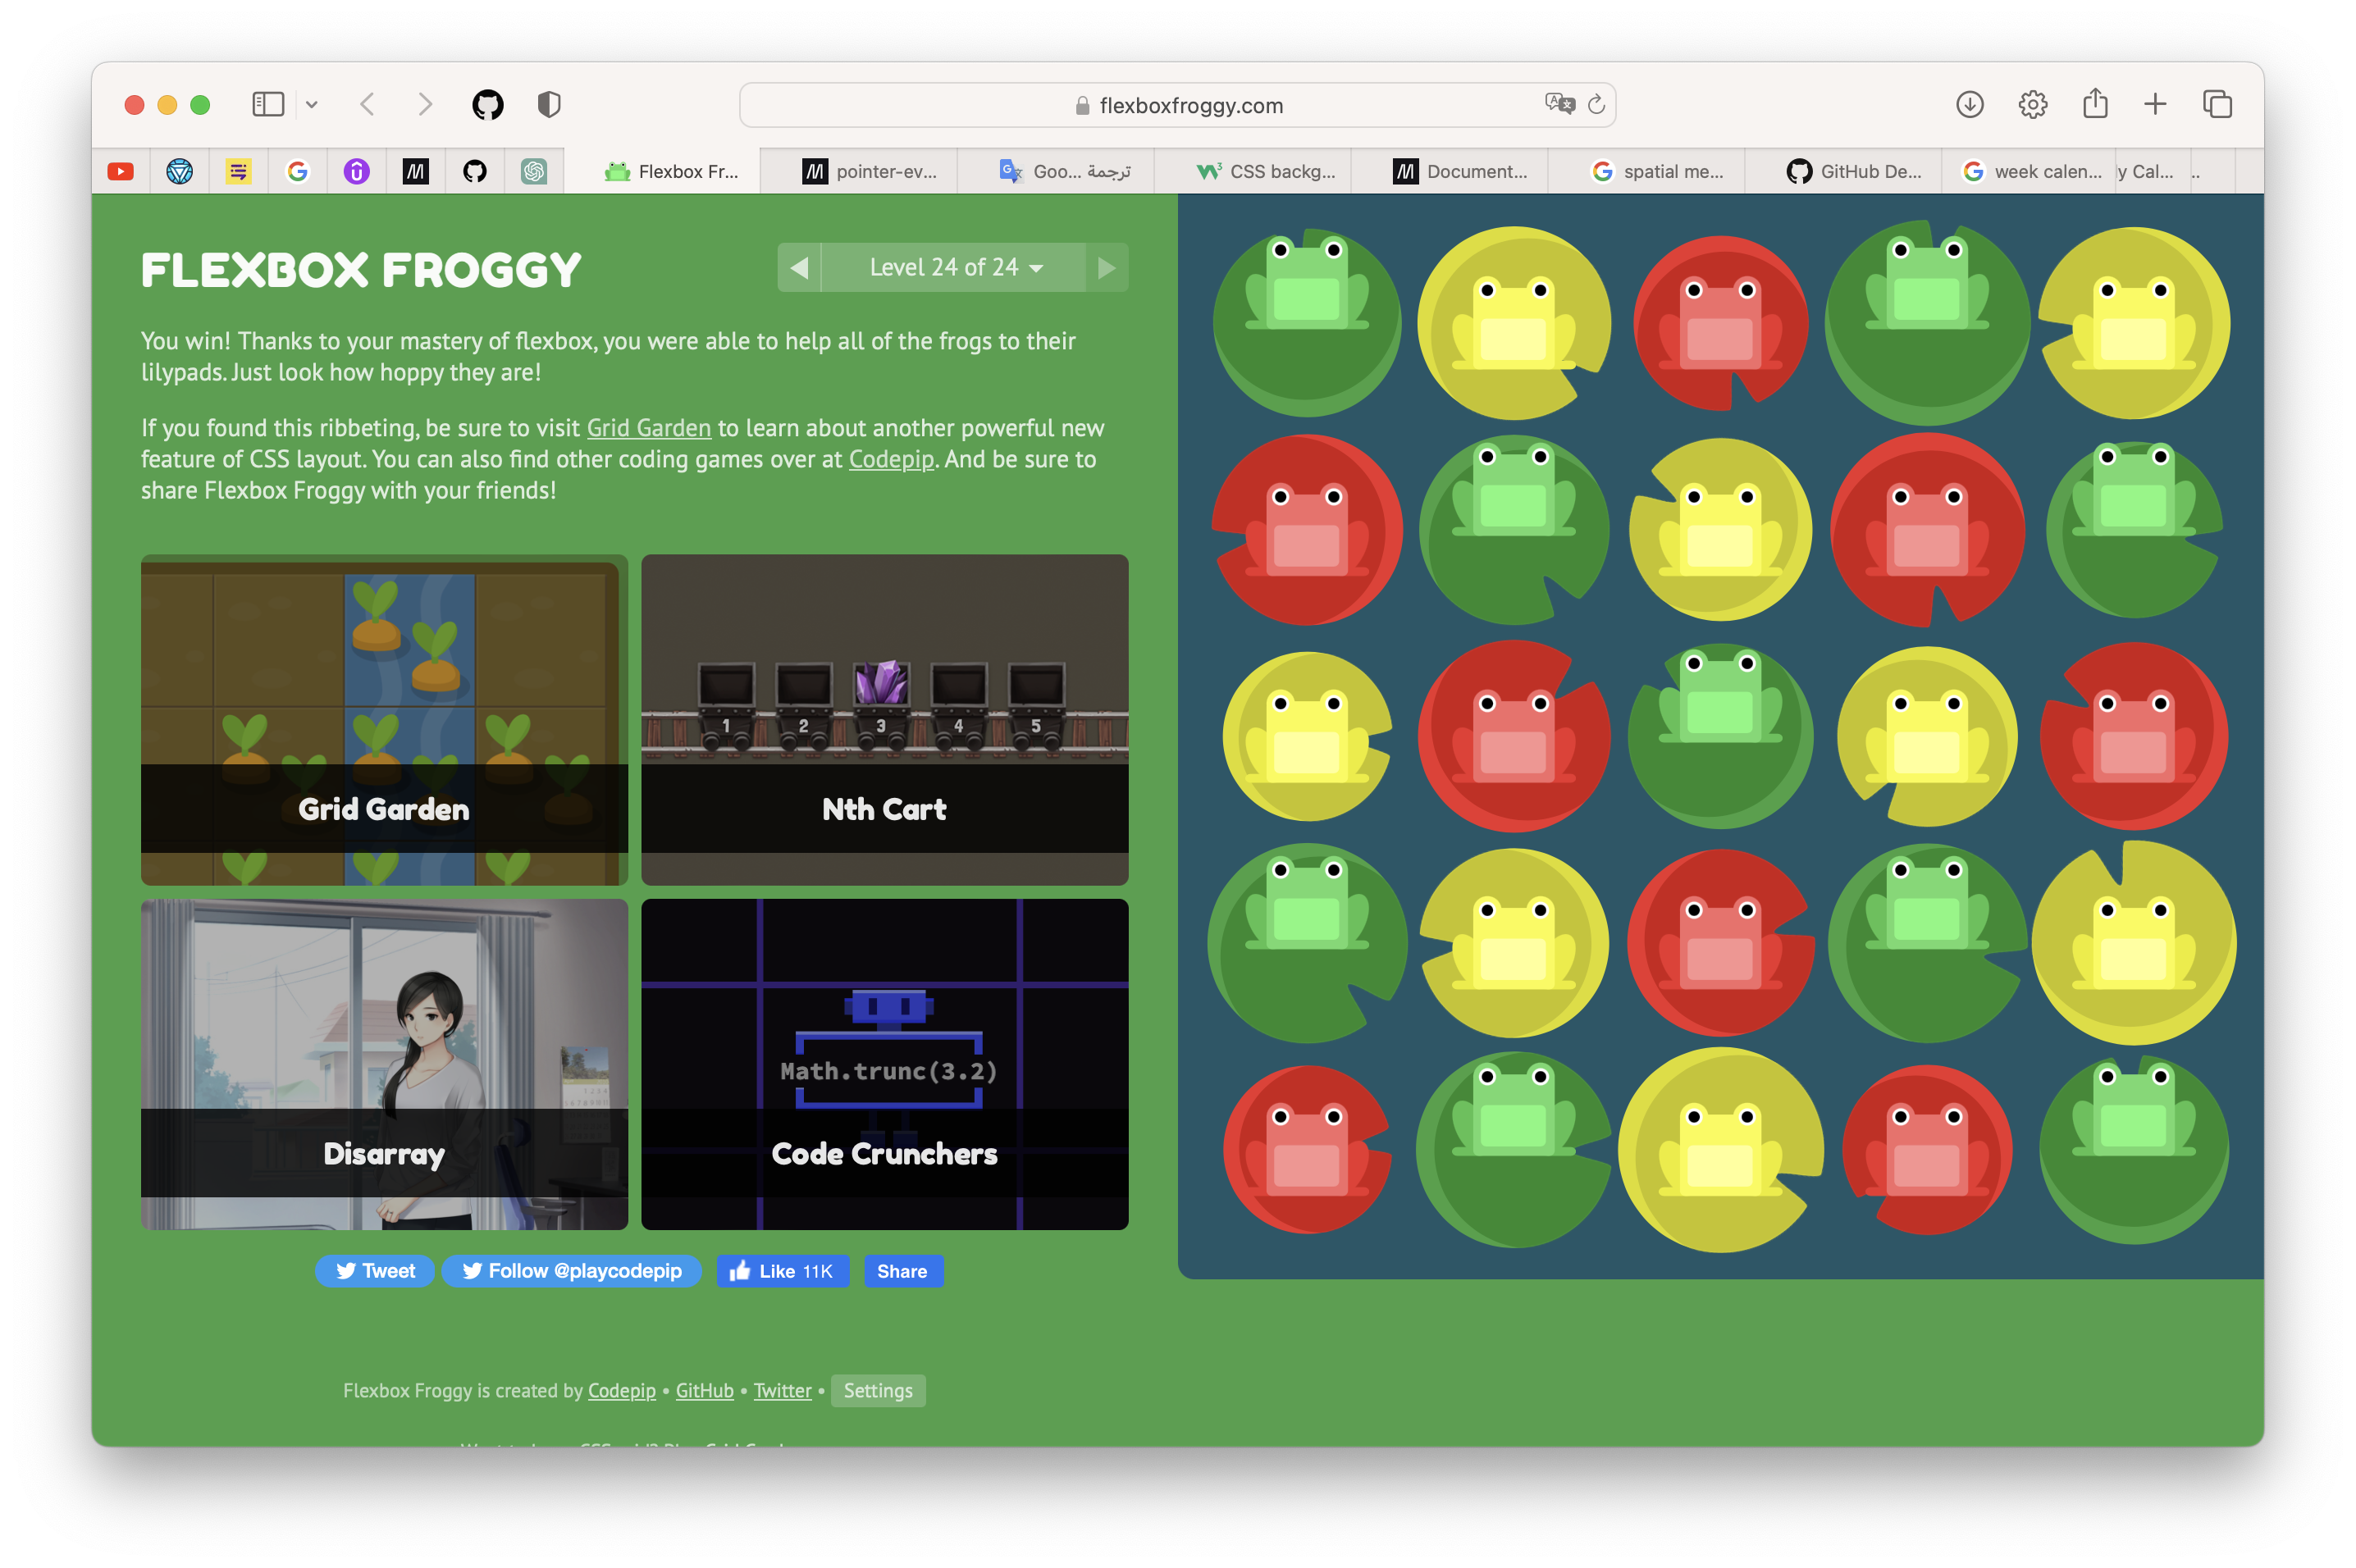 flexboxfroggy.com
Flexbox Fr...
pointer-ev...
Goo... ترجمة
CSS backg...
Document...
spatial me...
GitHub De...
week calen...
y Cal...
..
FLEXBOX FROGGY
Level 24 of 24
You win! Thanks to your mastery of flexbox, you were able to help all of the frogs to their
lilypads. Just look how hoppy they are!
If you found this ribbeting, be sure to visit Grid Garden to learn about another powerful new
feature of CSS layout. You can also find other coding games over at Codepip. And be sure to
share Flexbox Froggy with your friends!
1 2 3 4 5
Grid Garden
Nth Cart
Math.trunc(3.2)
Disarray
Code Crunchers
Tweet
Follow @playcodepip
Like 11K
Share
Flexbox Froggy is created by Codepip • GitHub • Twitter • Settings